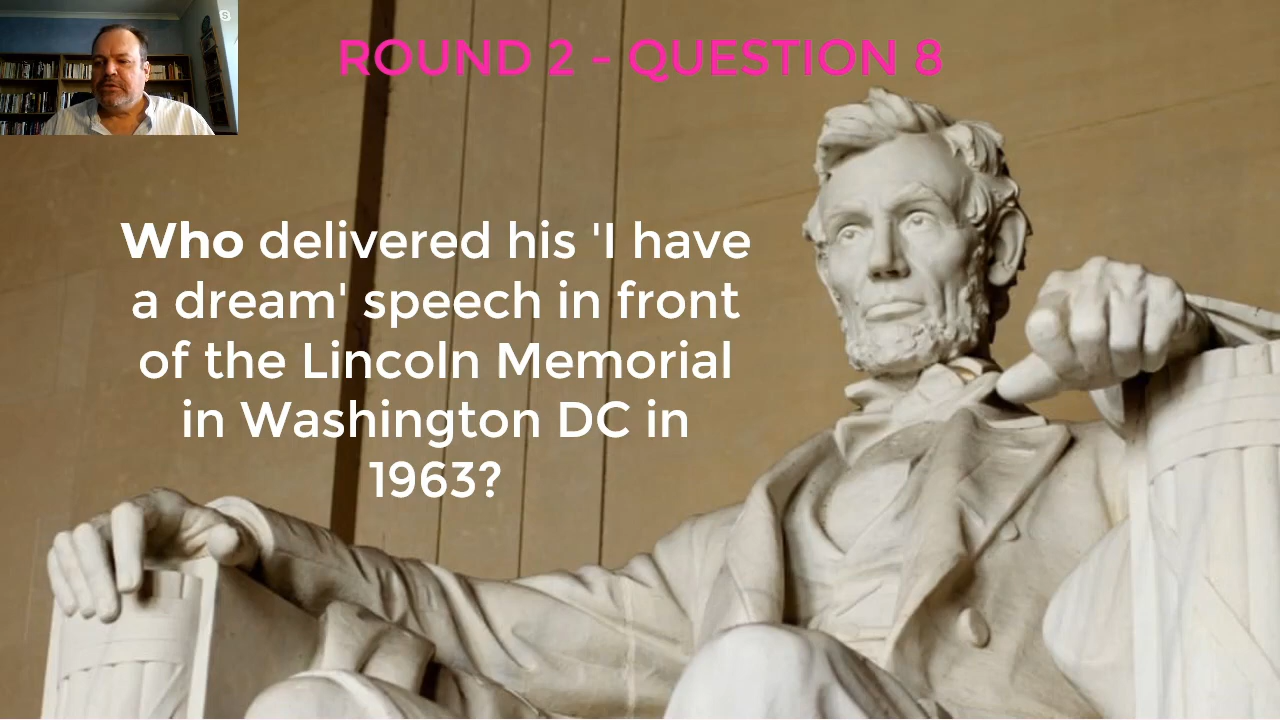 ROUND 2 - QUESTION 8
Who delivered his 'I have
a dream' speech in front
of the Lincoln Memorial
in Washington DC in
1963?